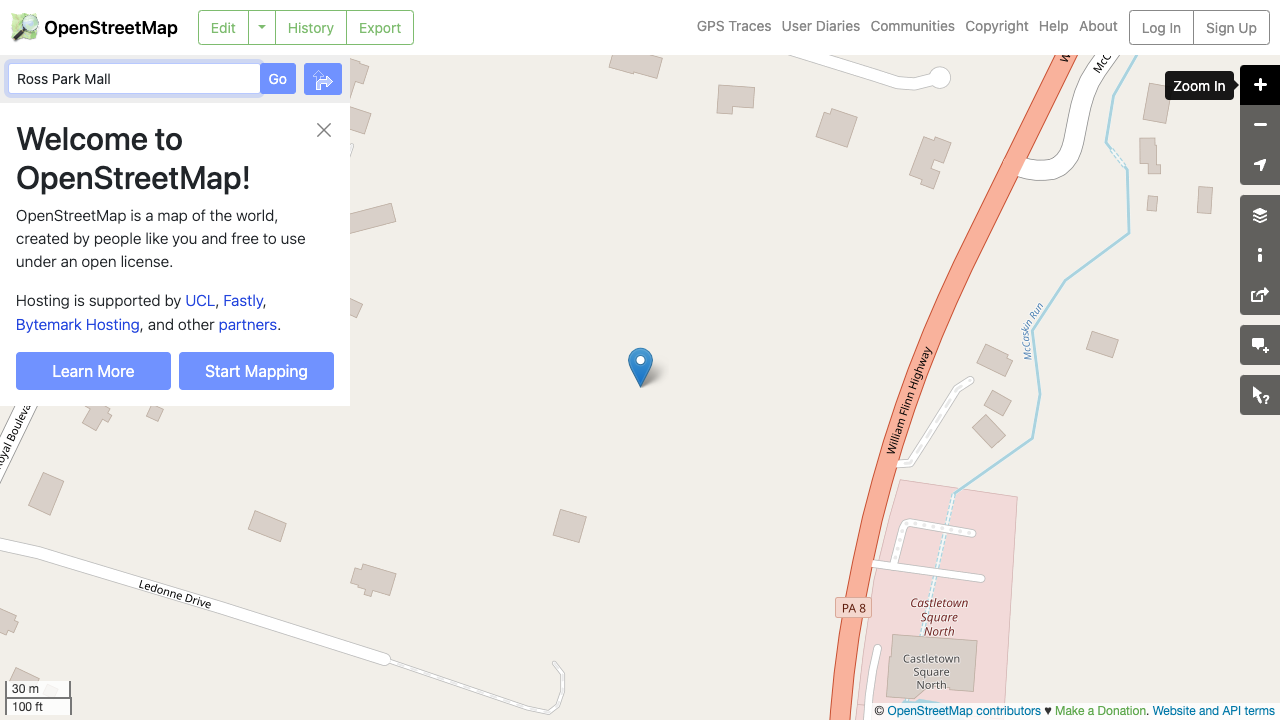 OpenStreetMap
Edit
History
Export
GPS Traces
User Diaries
Communities
Copyright
Help
About
Log In
Sign Up
Ross Park Mall
Go
Zoom In
Welcome to
OpenStreetMap!
OpenStreetMap is a map of the world,
created by people like you and free to use
under an open license.
Hosting is supported by UCL, Fastly,
Bytemark Hosting, and other partners.
Learn More
Start Mapping
McCaskin Run
William Flinn Highway
Ledonne Drive
PA 8
Castletown
Square
North
Castletown
Square
North
30 m
100 ft
© OpenStreetMap contributors ♥ Make a Donation. Website and API terms